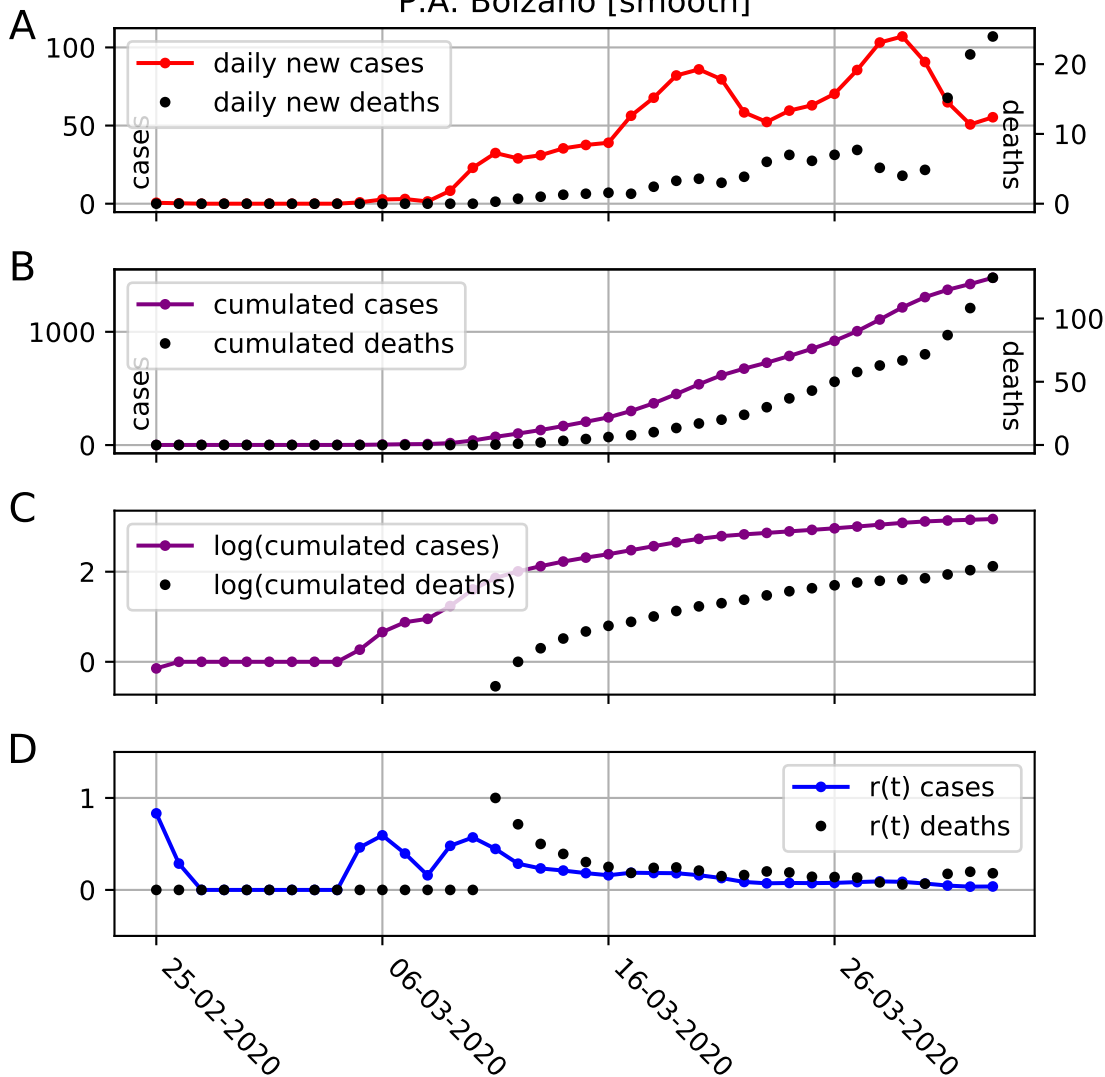 P.A. Bolzano [smooth]
A
100
50
0
daily new cases
daily new deaths
cases
20
10
0
deaths
B
1000
0
cumulated cases
cumulated deaths
cases
100
50
0
deaths
C
2
0
log(cumulated cases)
log(cumulated deaths)
D
1
0
r(t) cases
r(t) deaths
25-02-2020
06-03-2020
16-03-2020
26-03-2020